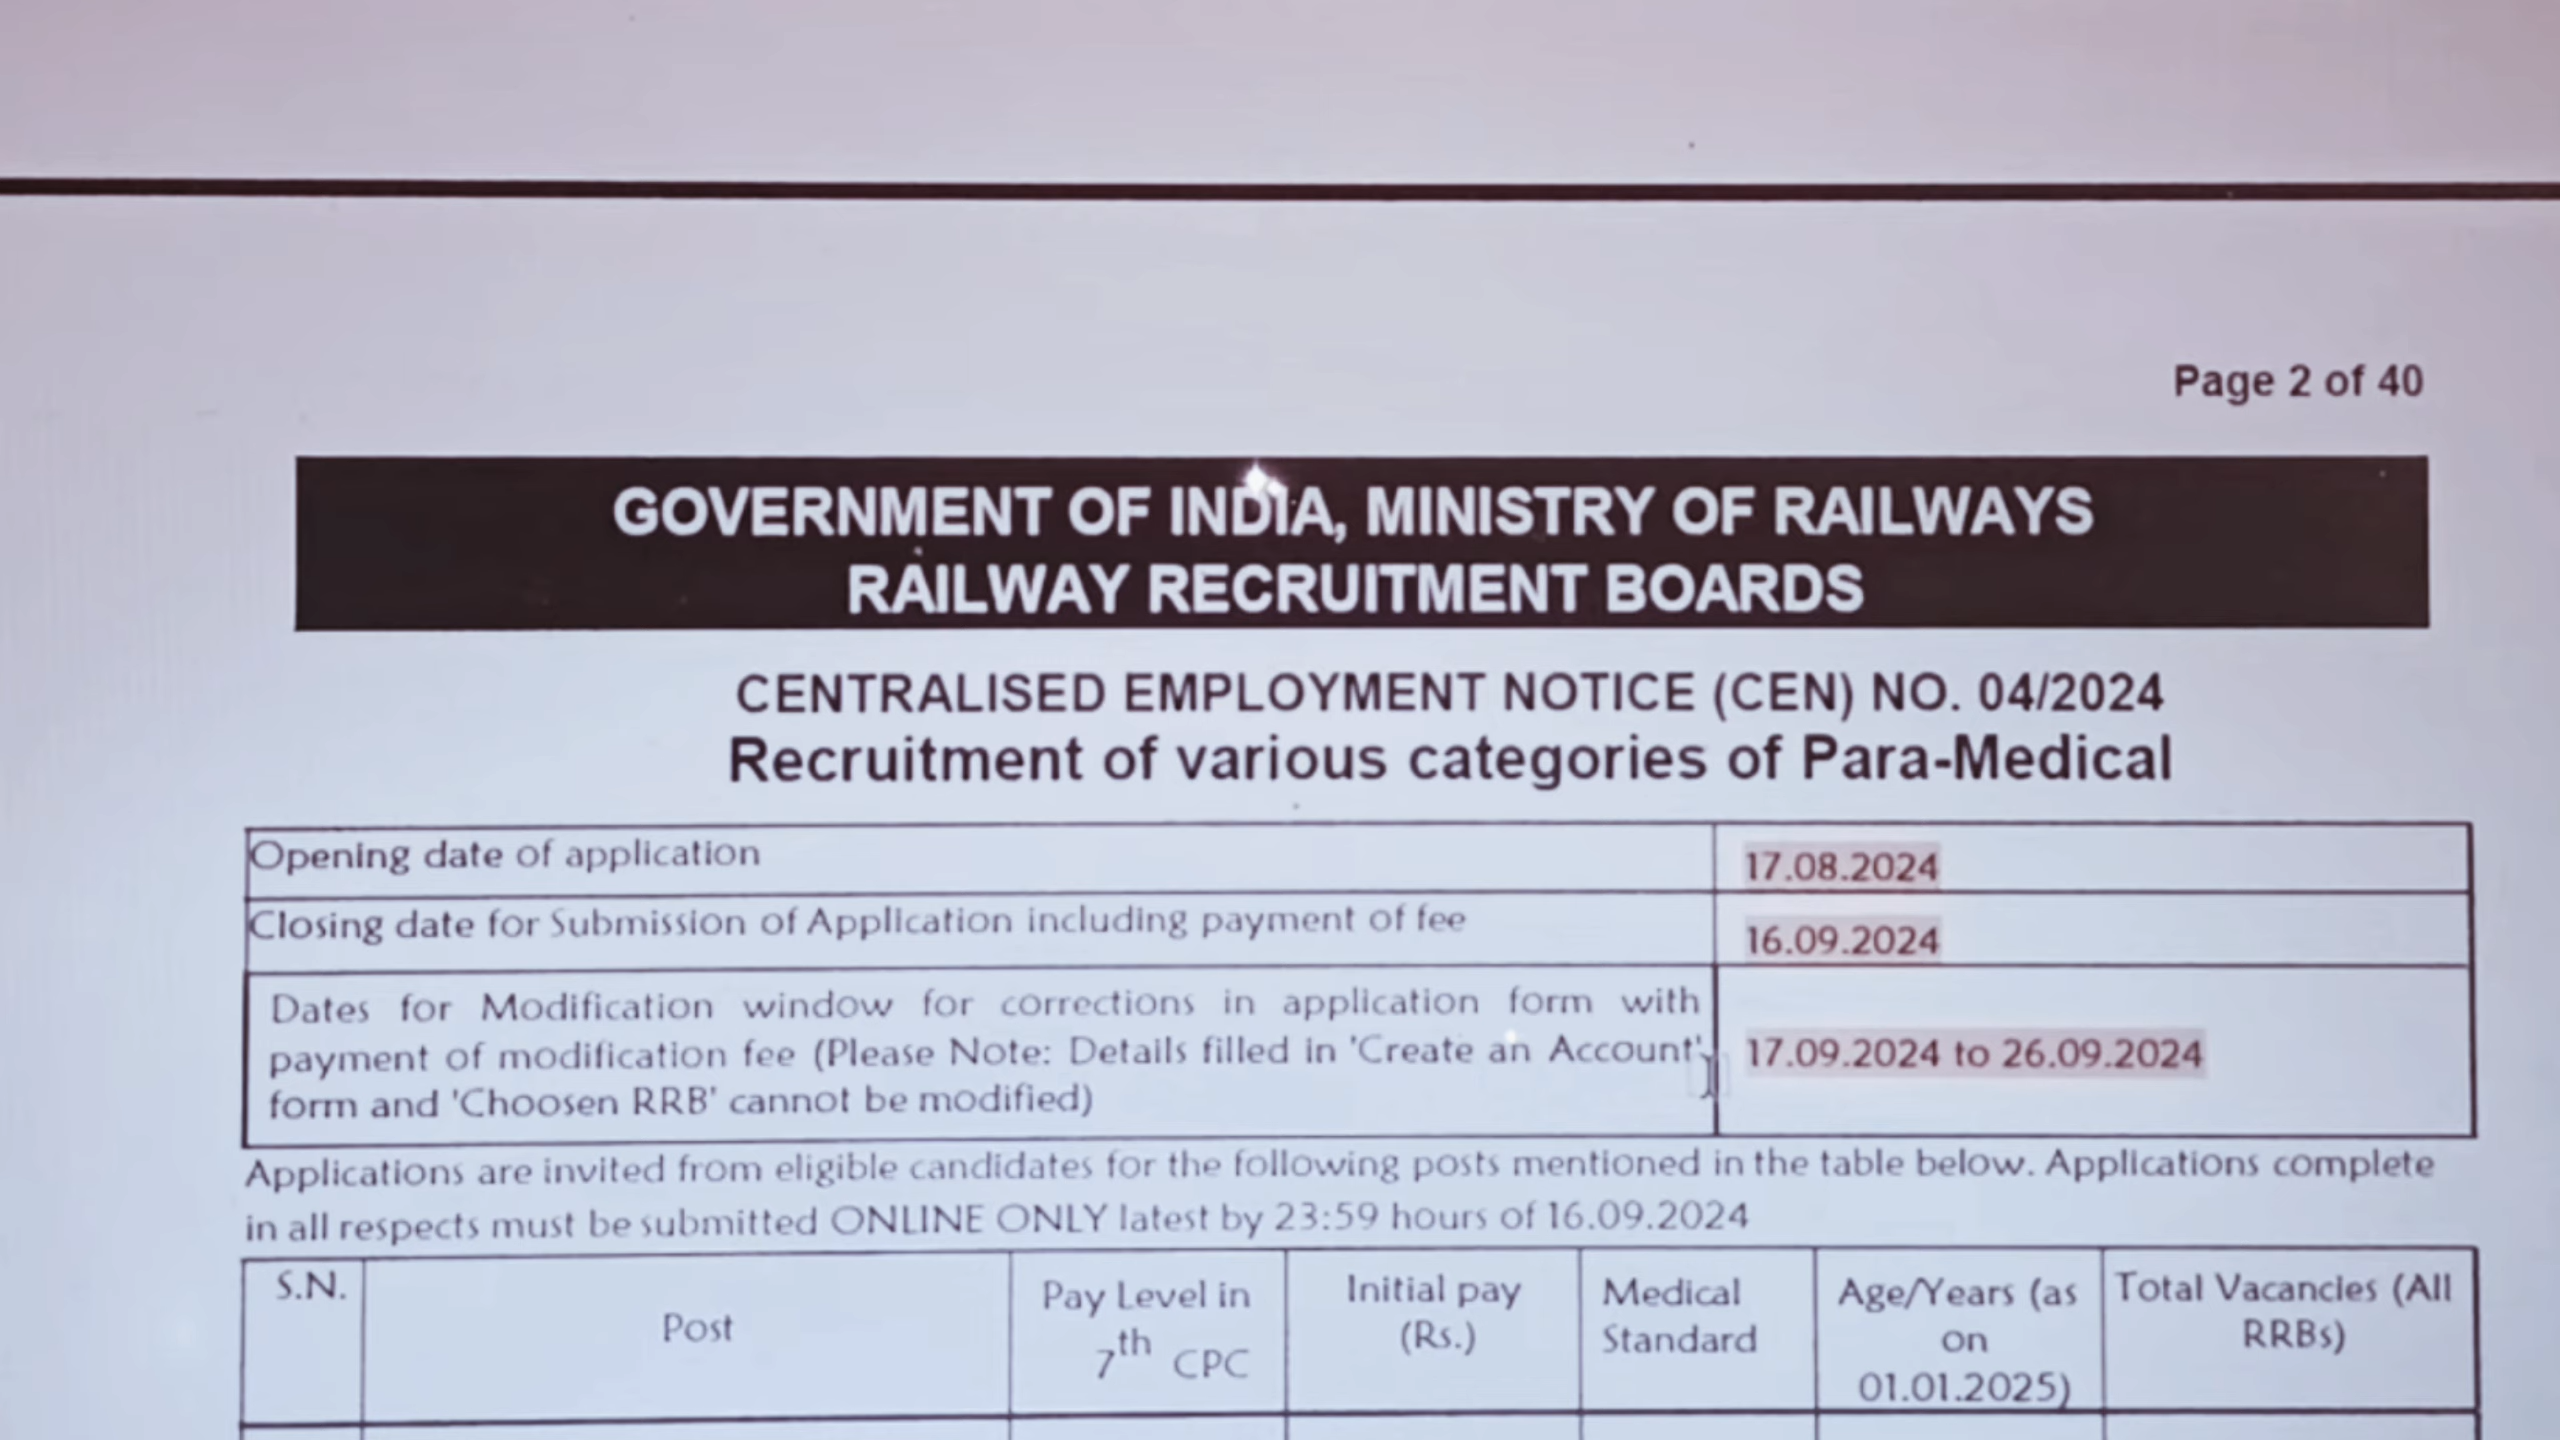 Page 2 of 40
GOVERNMENT OF INDIA, MINISTRY OF RAILWAYS
RAILWAY RECRUITMENT BOARDS
CENTRALISED EMPLOYMENT NOTICE (CEN) NO. 04/2024
Recruitment of various categories of Para-Medical
Opening date of application 17.08.2024
Closing date for Submission of Application including payment of fee 16.09.2024
Dates for Modification window for corrections in application form with
payment of modification fee (Please Note: Details filled in 'Create an Account' 17.09.2024 to 26.09.2024
form and 'Choosen RRB' cannot be modified)
Applications are invited from eligible candidates for the following posts mentioned in the table below. Applications complete
in all respects must be submitted ONLINE ONLY latest by 23:59 hours of 16.09.2024
S.N.
Post
Pay Level in
7th CPC
Initial pay
(Rs.)
Medical
Standard
Age/Years (as
on
01.01.2025)
Total Vacancies (All
RRBs)